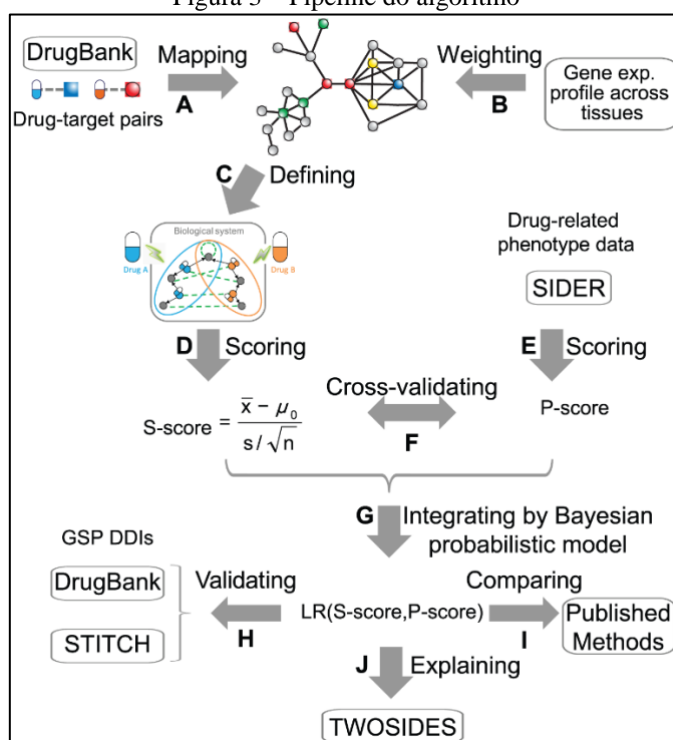 Figura 3 – Pipeline do algoritmo
DrugBank
Mapping
A
Drug-target pairs
Weighting
B
Gene exp.
profile across
tissues
C
Defining
Biological system
Drug A
Drug B
Drug-related
phenotype data
SIDER
D
Scoring
E
Scoring
S-score = x̄ − μ₀ / s/√n
Cross-validating
F
P-score
G
Integrating by Bayesian
probabilistic model
GSP DDIs
DrugBank
STITCH
Validating
H
LR(S-score,P-score)
Comparing
I
Published
Methods
J
Explaining
TWOSIDES